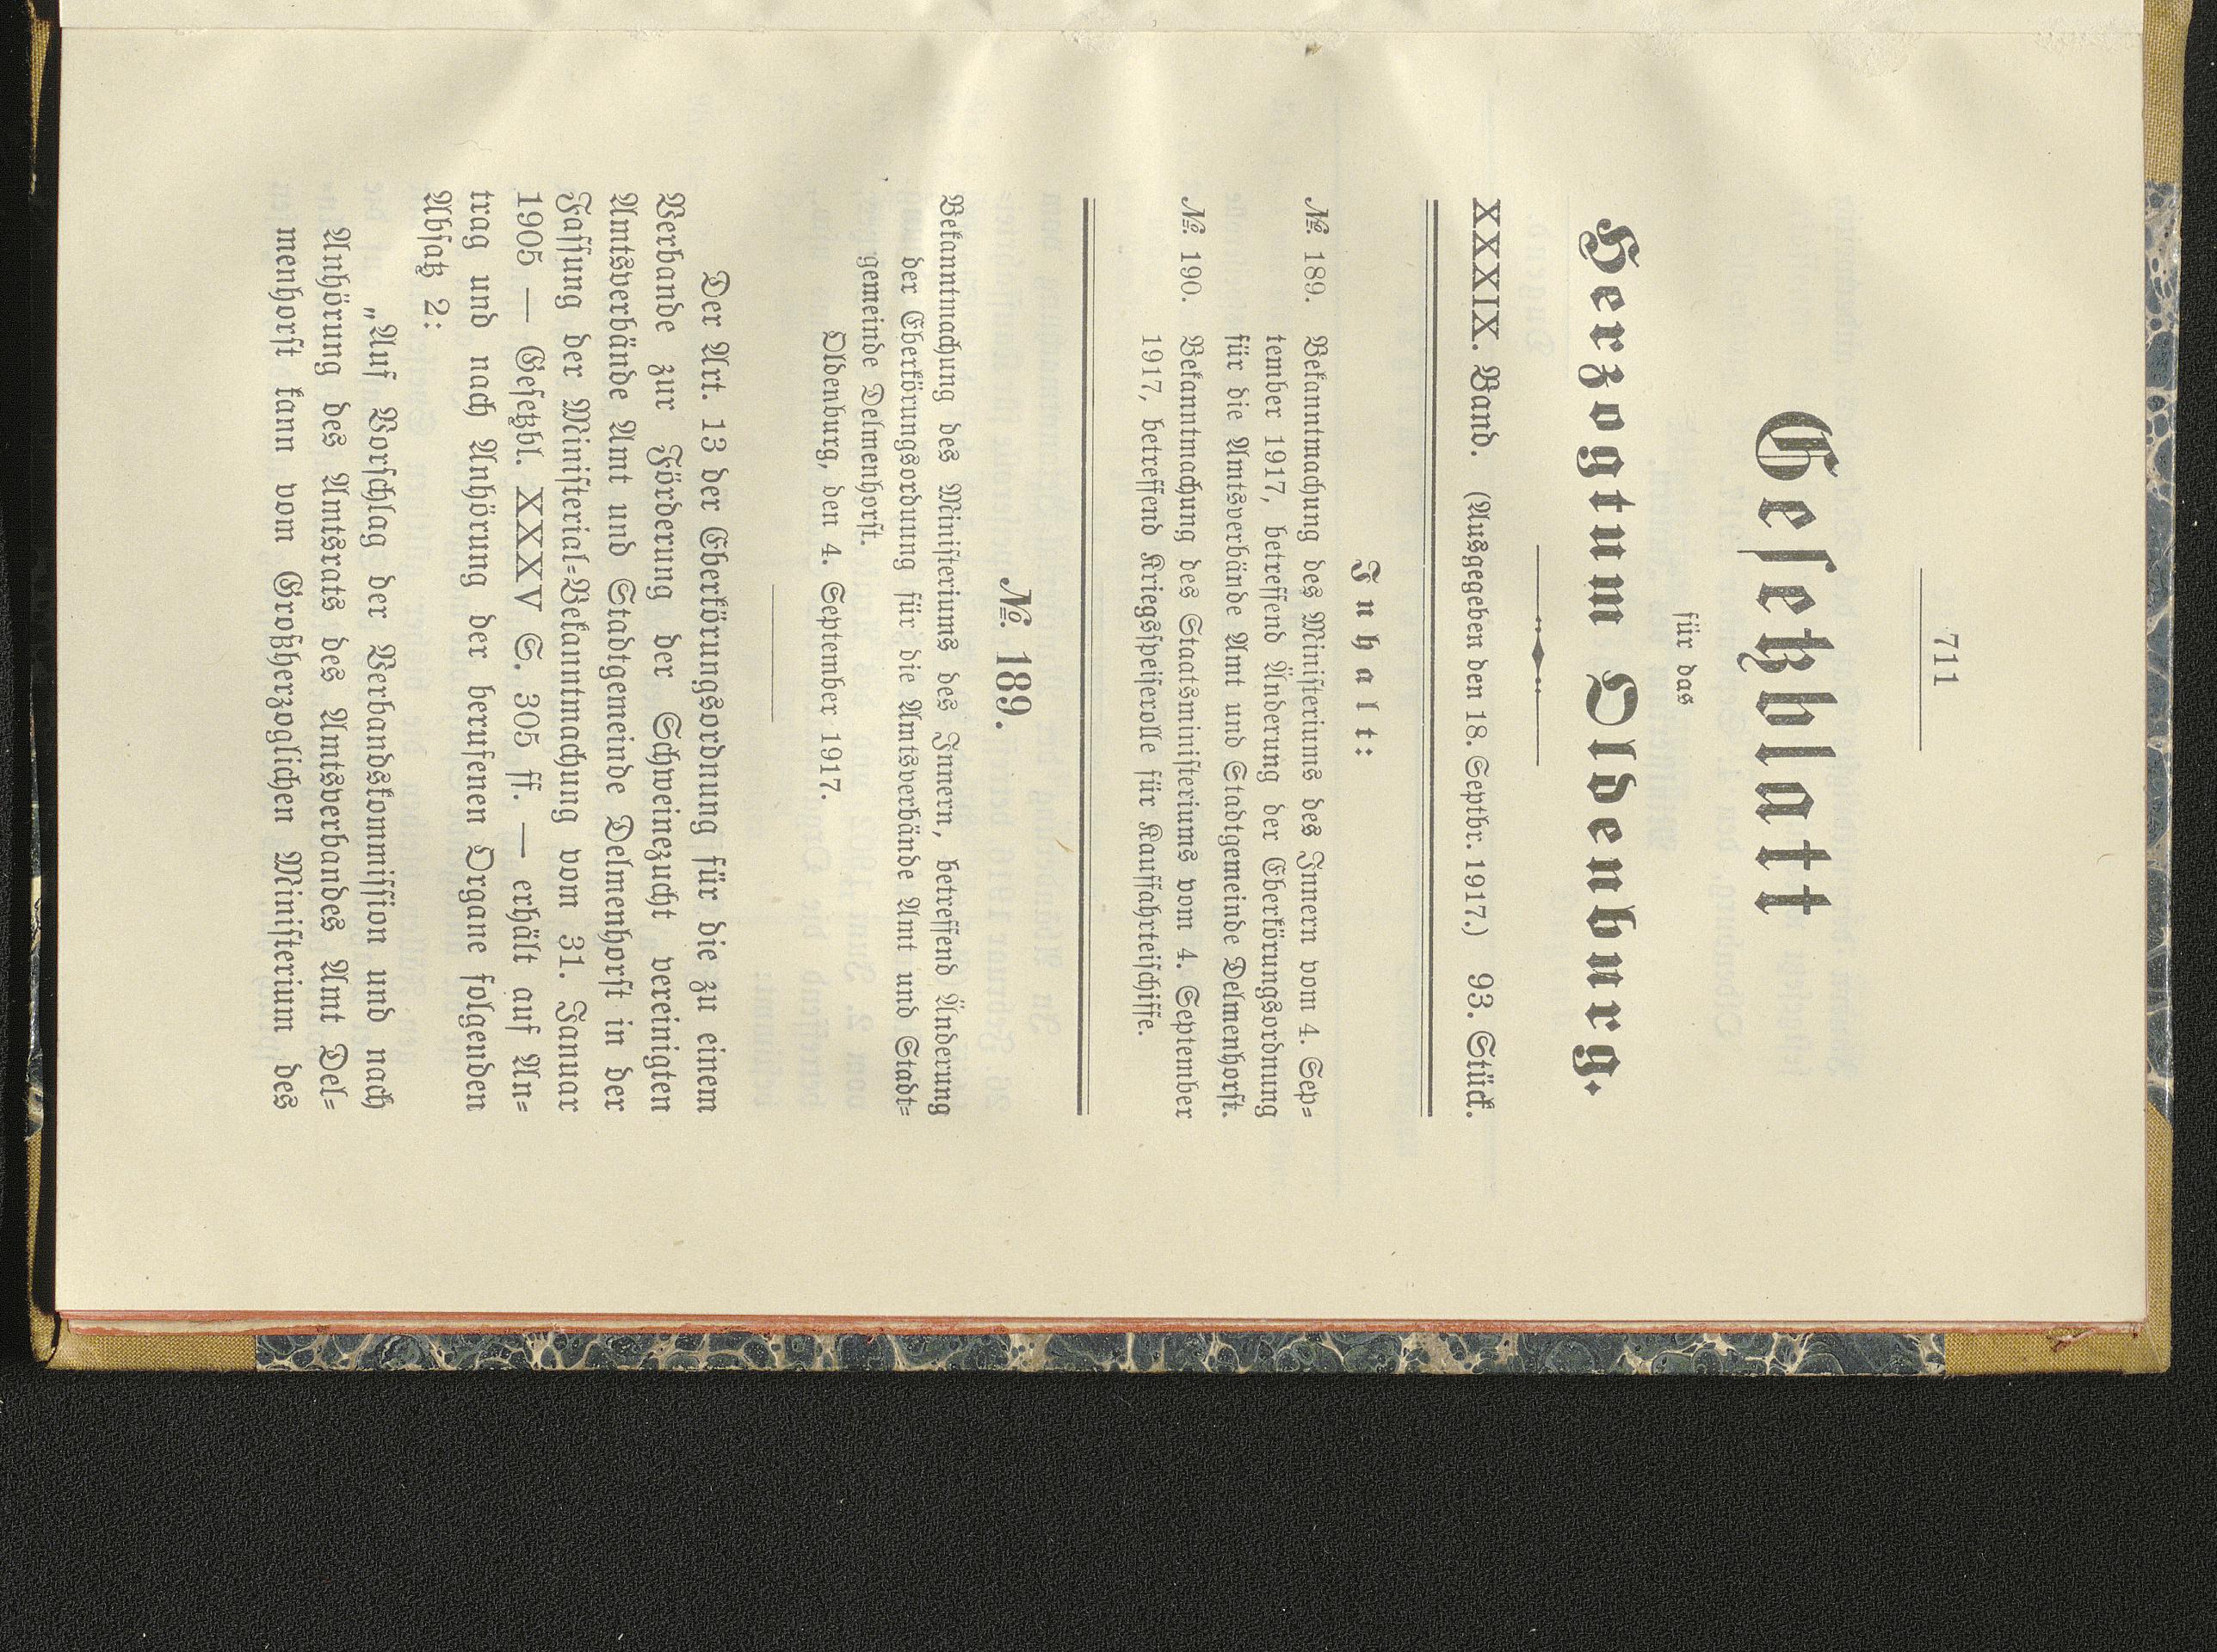 711
Gesetzblatt
für das
Herzogtum Oldenburg.
XXXIX. Band. (Ausgegeben den 18. Septbr. 1917.) 93. Stück.
Inhalt:
№. 189. Bekanntmachung des Ministeriums des Innern vom 4. Sep-
tember 1917, betreffend Änderung der Eberkörungsordnung
für die Amtsverbände Amt und Stadtgemeinde Delmenhorst.
№. 190. Bekanntmachung des Staatsministeriums vom 4. September
1917, betreffend Kriegsspeiserolle für Kauffahrteischiffe.
№. 189.
Bekanntmachung des Ministeriums des Innern, betreffend Änderung
der Eberkörungsordnung für die Amtsverbände Amt und Stadt-
gemeinde Delmenhorst.
Oldenburg, den 4. September 1917.
Der Art. 13 der Eberkörungsordnung für die zu einem
Verbande zur Förderung der Schweinezucht vereinigten
Amtsverbände Amt und Stadtgemeinde Delmenhorst in der
Fassung der Ministerial-Bekanntmachung vom 31. Januar
1905 — Gesetzbl. XXXV S. 305 ff. — erhält auf An-
trag und nach Anhörung der berufenen Organe folgenden
Absatz 2:
„Auf Vorschlag der Verbandskommission und nach
Anhörung des Amtsrats des Amtsverbandes Amt Del-
menhorst kann vom Großherzoglichen Ministerium des